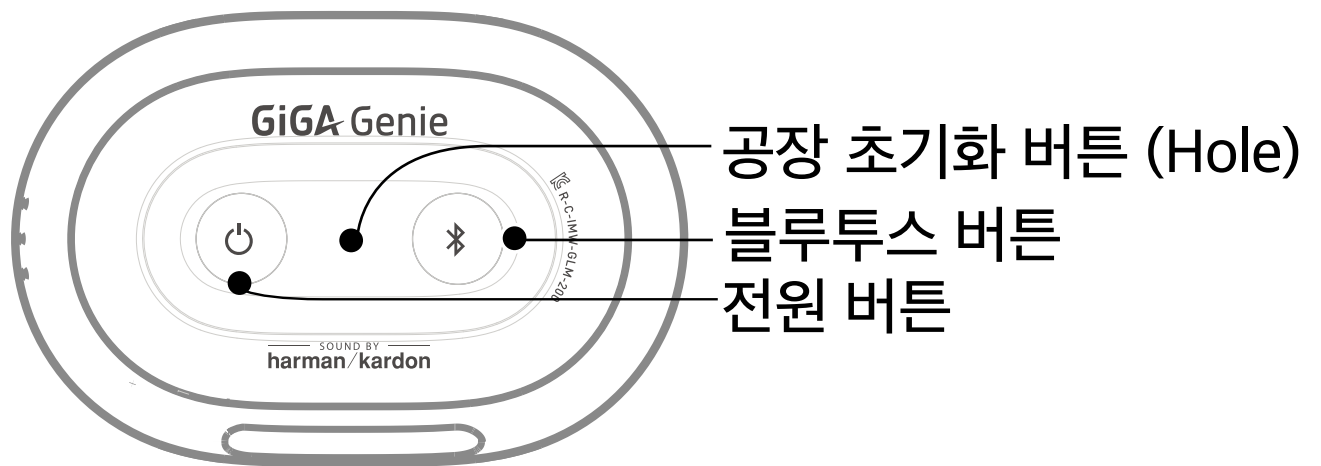 GiGA Genie
R-C-IMW-GLM-200
SOUND BY
harman/kardon
공장 초기화 버튼 (Hole)
블루투스 버튼
전원 버튼